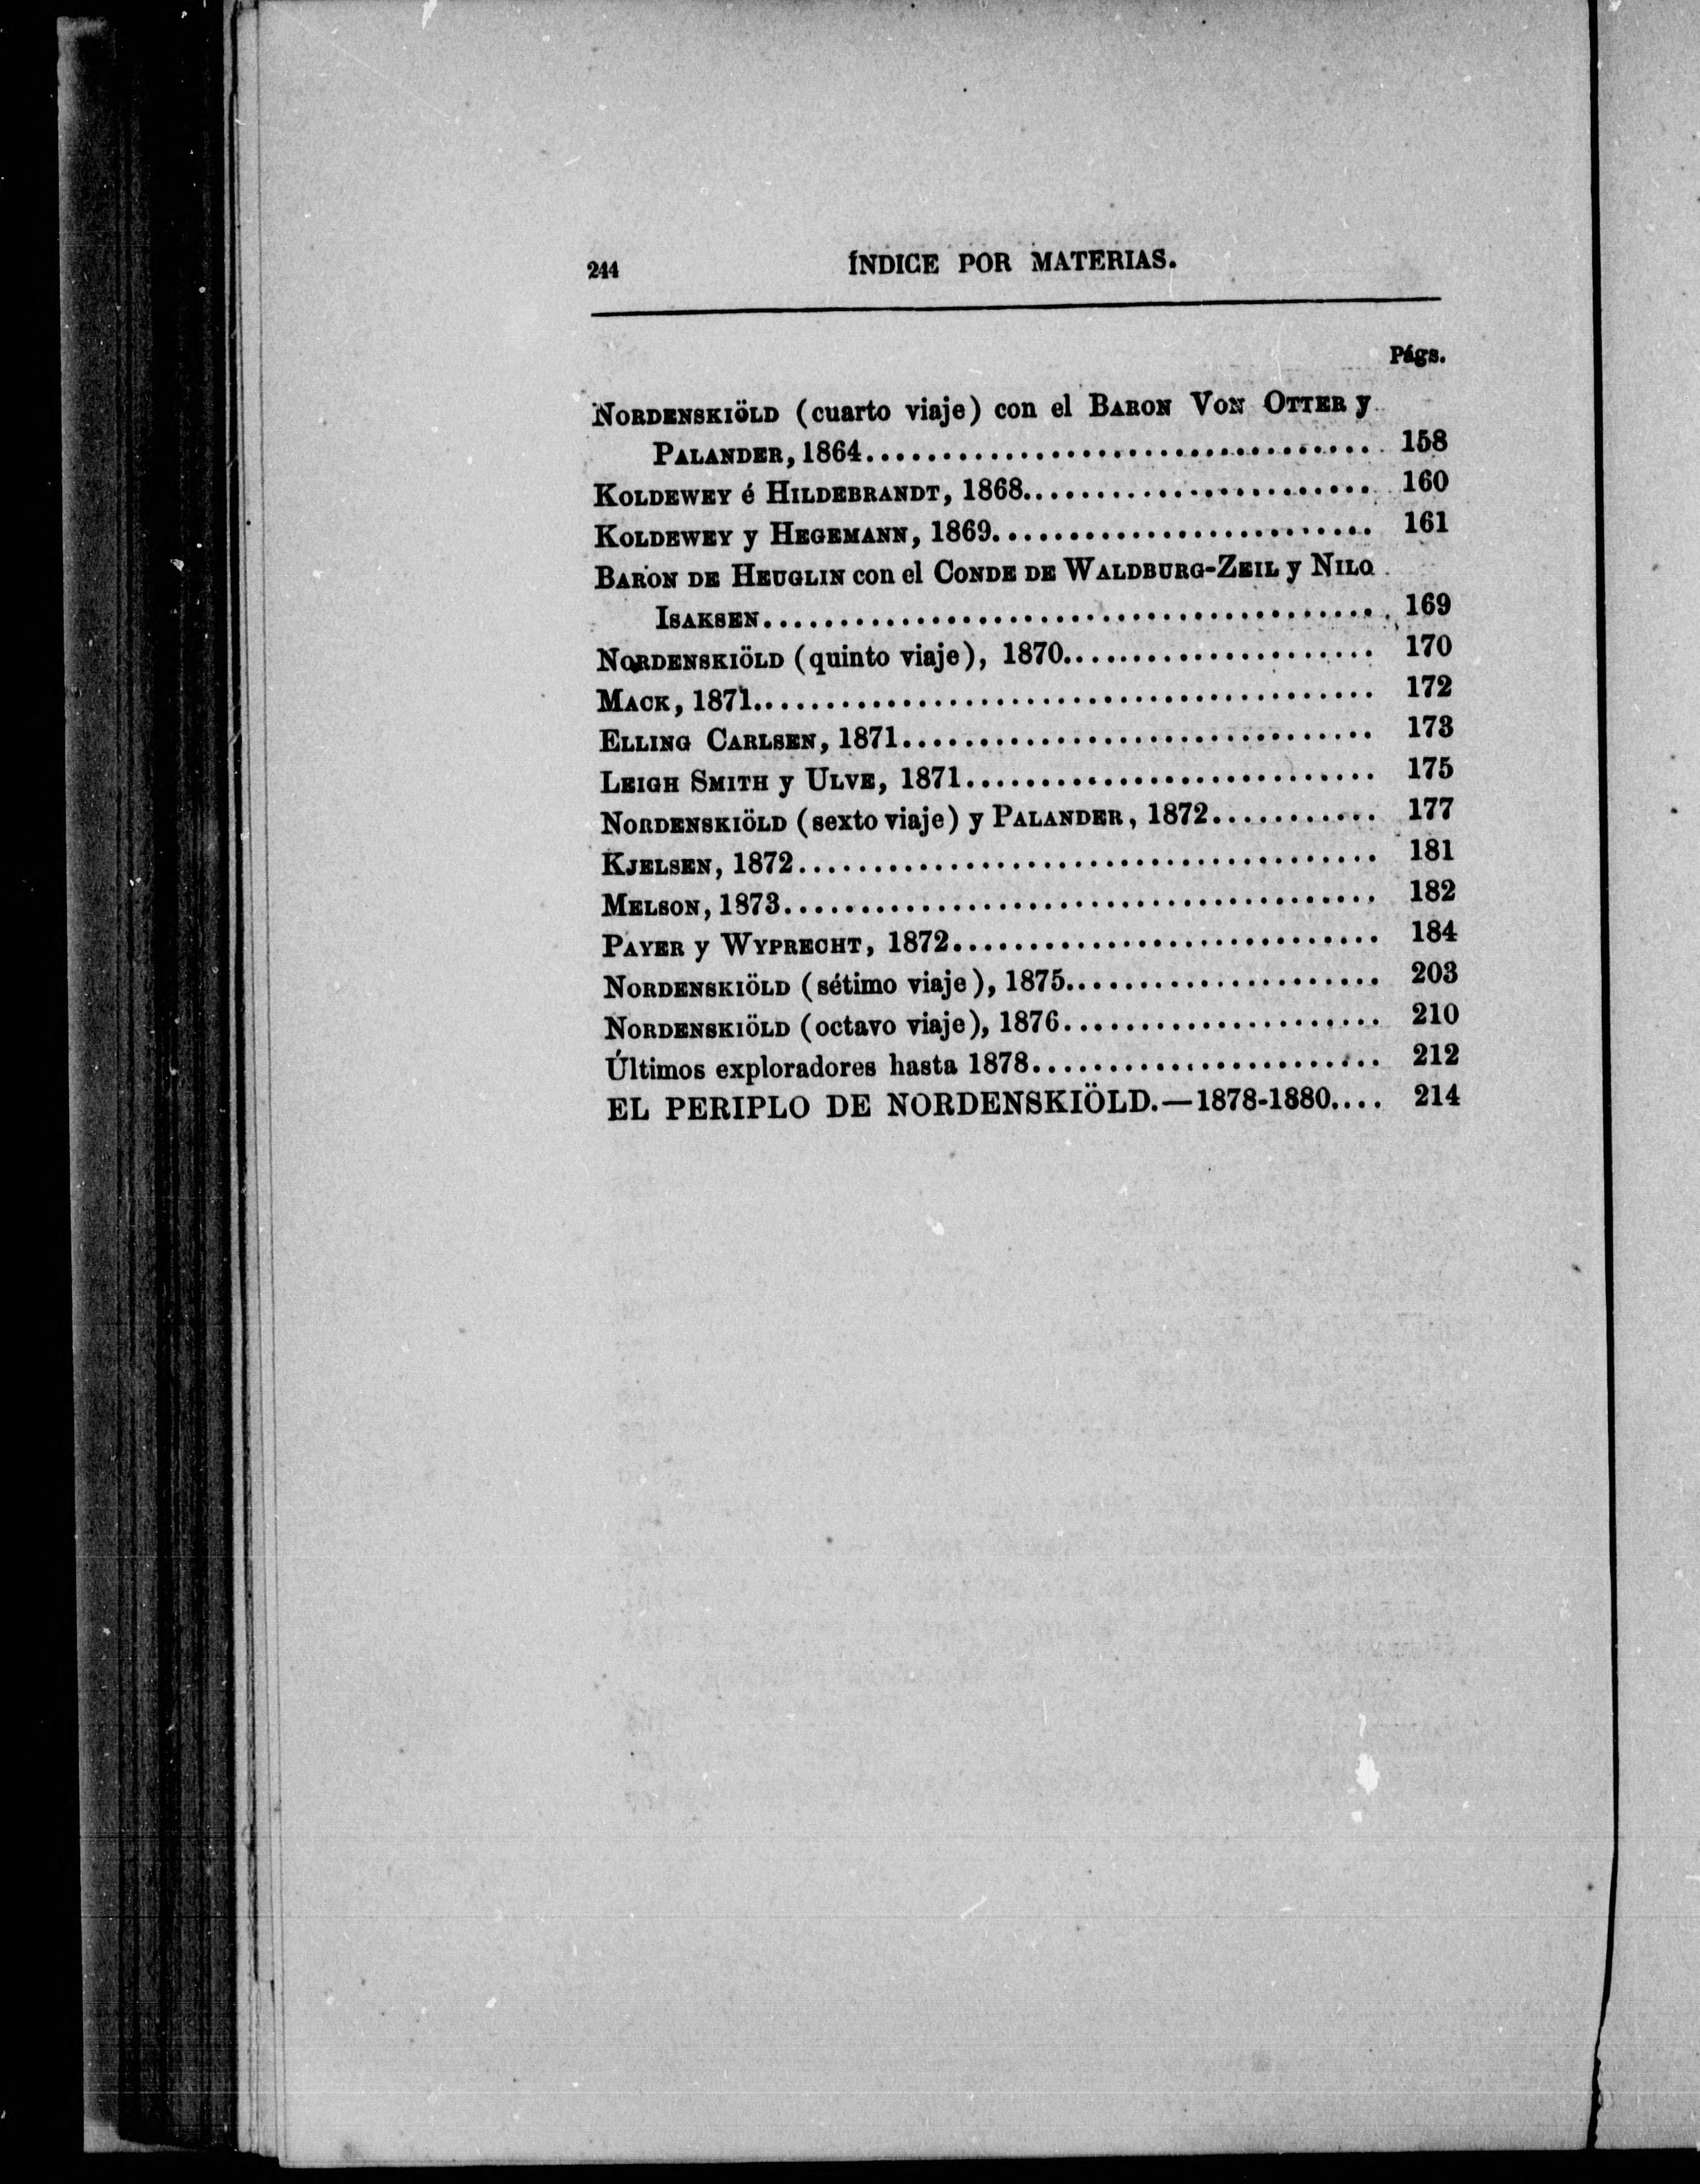 244 ÍNDICE POR MATERIAS.
Págs.
NORDENSKIÖLD (cuarto viaje) con el BARON VON OTTER y
PALANDER, 1864.................................. 158
KOLDEWEY é HILDEBRANDT, 1868....................... 160
KOLDEWEY y HEGEMANN, 1869......................... 161
BARON DE HEUGLIN con el CONDE DE WALDBURG-ZEIL y NILO
ISAKSEN......................................... 169
NORDENSKIÖLD (quinto viaje), 1870..................... 170
MACK, 1871......................................... 172
ELLING CARLSEN, 1871............................... 173
LEIGH SMITH y ULVE, 1871........................... 175
NORDENSKIÖLD (sexto viaje) y PALANDER, 1872........... 177
KJELSEN, 1872...................................... 181
MELSON, 1873....................................... 182
PAYER y WYPRECHT, 1872............................ 184
NORDENSKIÖLD (sétimo viaje), 1875..................... 203
NORDENSKIÖLD (octavo viaje), 1876..................... 210
Últimos exploradores hasta 1878....................... 212
EL PERIPLO DE NORDENSKIÖLD.—1878-1880.... 214